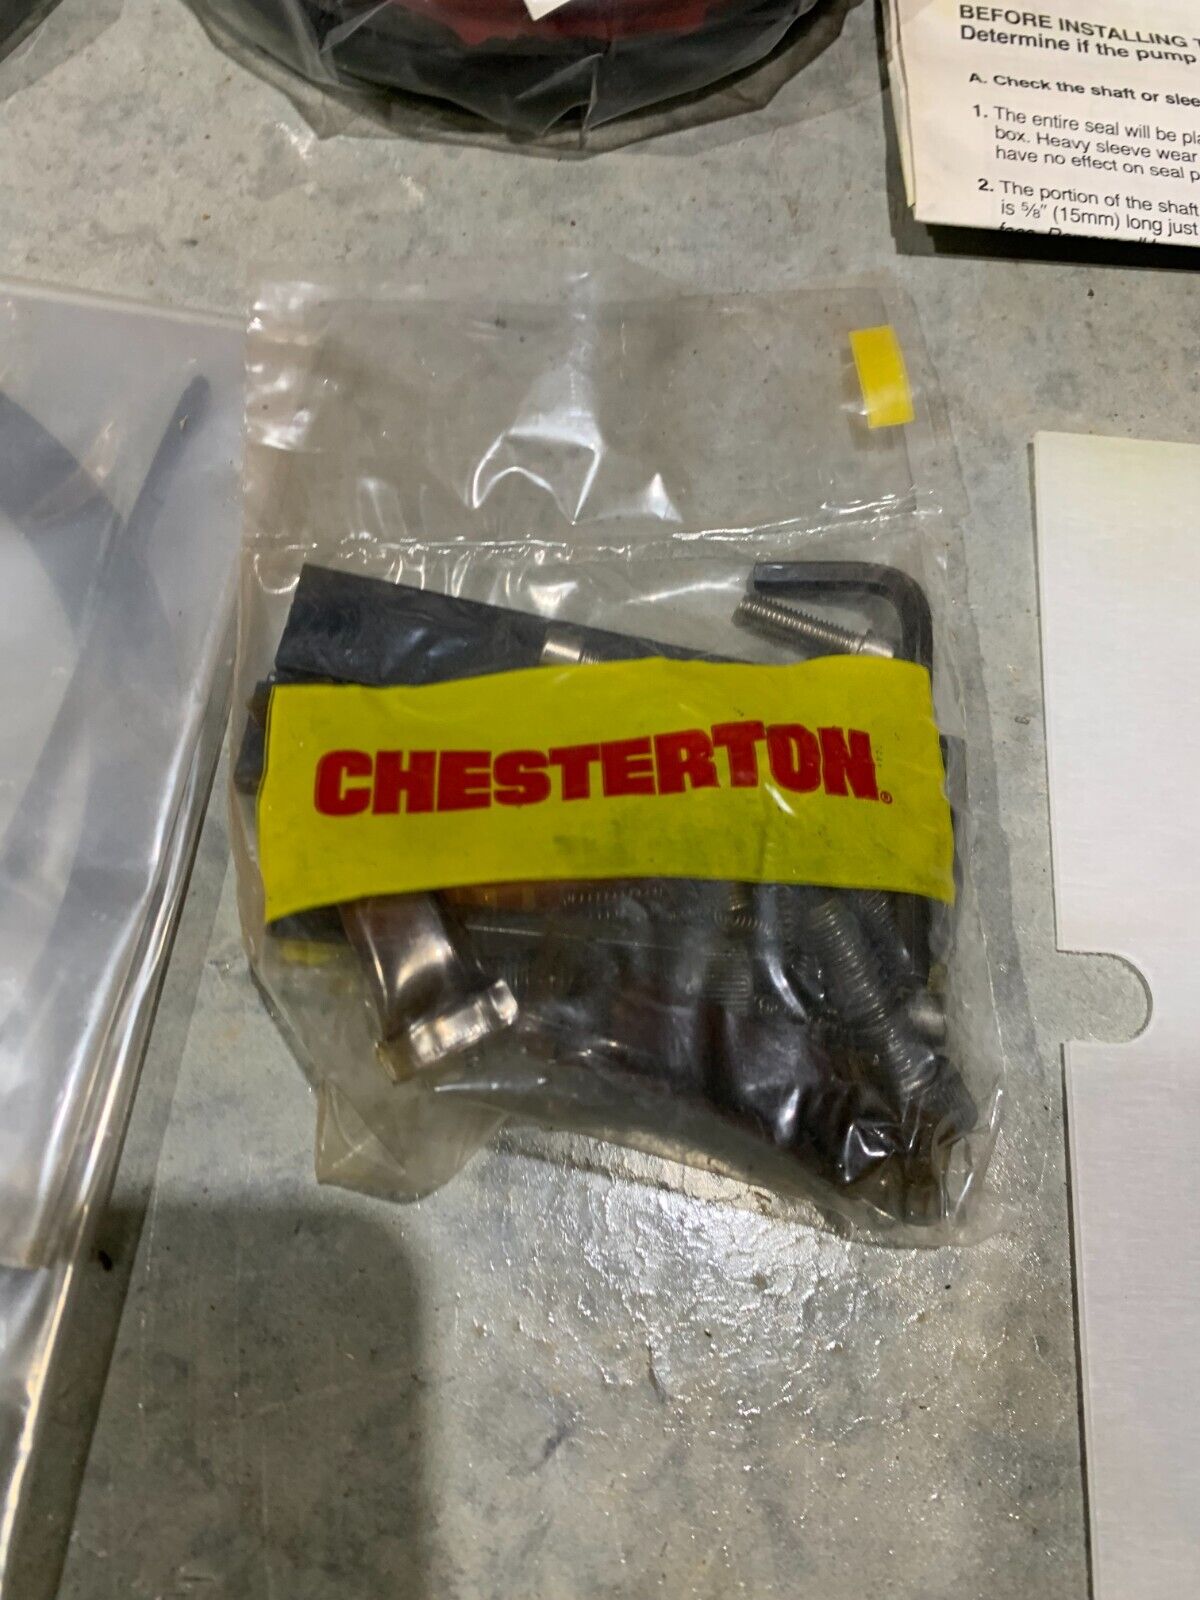 BEFORE INSTALLING
Determine if the pump
A. Check the shaft or
1. The entire seal will be
box. Heavy sleeve wear
have no effect on seal
2. The portion of the shaft
is 5/8" (15mm) long just
CHESTERTON®